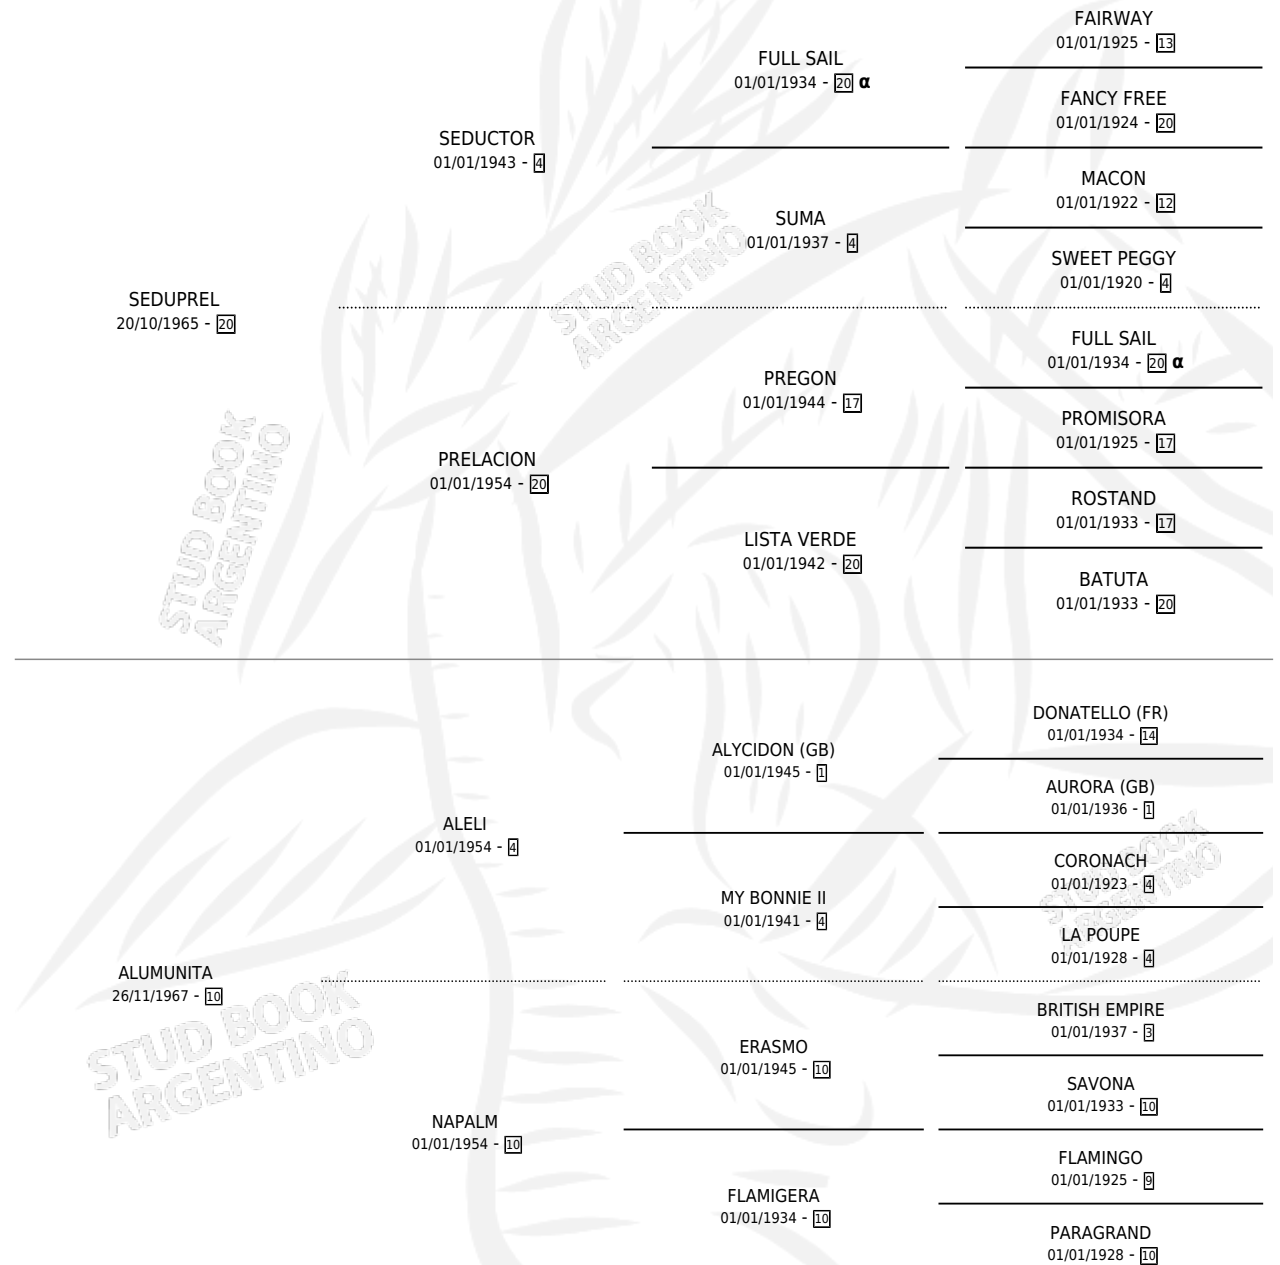 FAIRWAY
01/01/1925 - 13
FULL SAIL
01/01/1934 - 20 α
FANCY FREE
01/01/1924 - 20
SEDUCTOR
01/01/1943 - 4
MACON
01/01/1922 - 12
SUMA
01/01/1937 - 4
SWEET PEGGY
01/01/1920 - 4
STUD BOOK
ARGENTINO
SEDUPREL
20/10/1965 - 20
FULL SAIL
01/01/1934 - 20 α
PREGON
01/01/1944 - 17
PROMISORA
01/01/1925 - 17
PRELACION
01/01/1954 - 20
ROSTAND
01/01/1933 - 17
LISTA VERDE
01/01/1942 - 20
BATUTA
01/01/1933 - 20
STUD BOOK
ARGENTINO
DONATELLO (FR)
01/01/1934 - 14
ALYCIDON (GB)
01/01/1945 - 1
AURORA (GB)
01/01/1936 - 1
ALELI
01/01/1954 - 4
CORONACH
01/01/1923 - 4
MY BONNIE II
01/01/1941 - 4
LA POUPE
01/01/1928 - 4
STUD BOOK
ARGENTINO
ALUMUNITA
26/11/1967 - 10
BRITISH EMPIRE
01/01/1937 - 3
ERASMO
01/01/1945 - 10
SAVONA
01/01/1933 - 10
STUD BOOK
ARGENTINO
NAPALM
01/01/1954 - 10
FLAMINGO
01/01/1925 - 9
FLAMIGERA
01/01/1934 - 10
PARAGRAND
01/01/1928 - 10